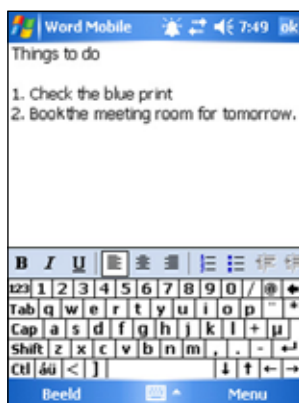 Word Mobile 7:49 ok
Things to do
1. Check the blue print
2. Bookthe meeting room for tomorrow.
B I U
123 1 2 3 4 5 6 7 8 9 0 / @
Tab q w e r t y u i o p " *
Cap a s d f g h j k l + µ
Shift z x c v b n m , . -
Ctl áü < ]
Beeld Menu